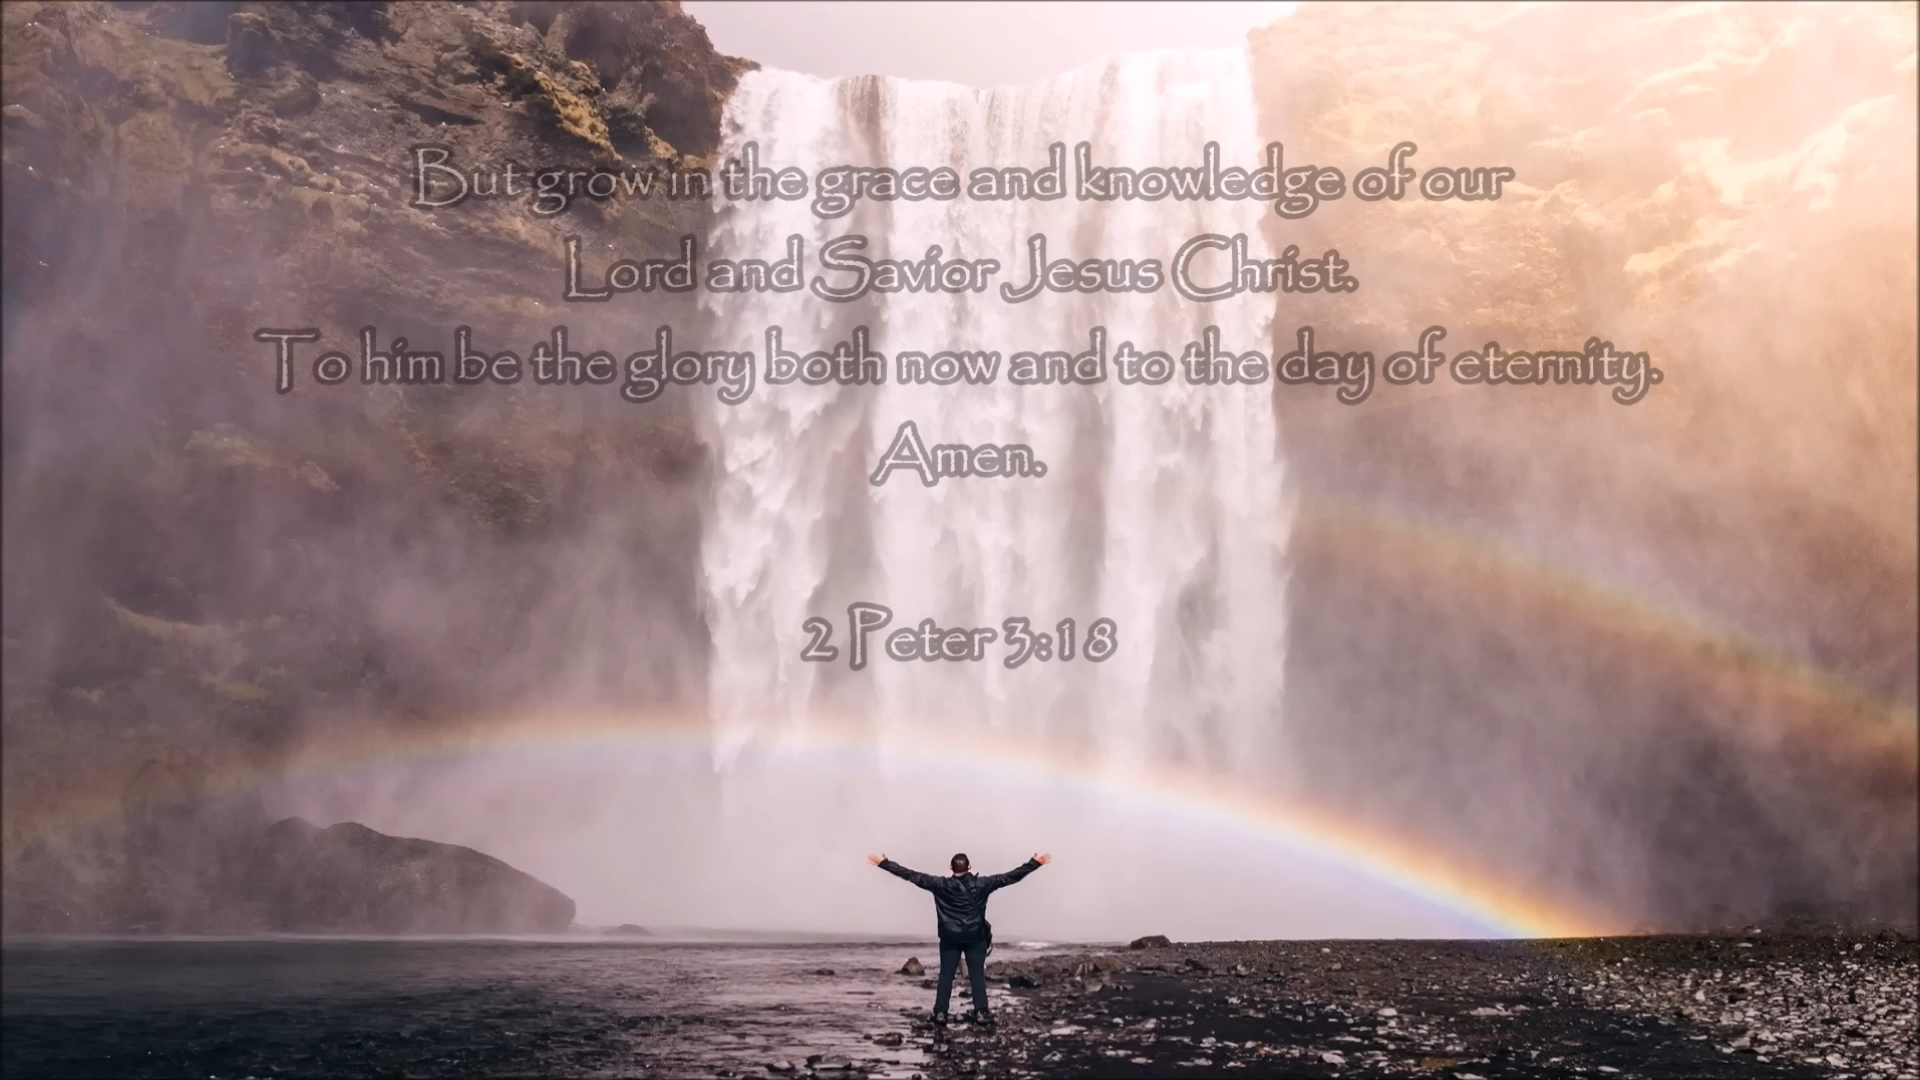 But grow in the grace and knowledge of our
Lord and Savior Jesus Christ.
To him be the glory both now and to the day of eternity.
Amen.
2 Peter 3:18